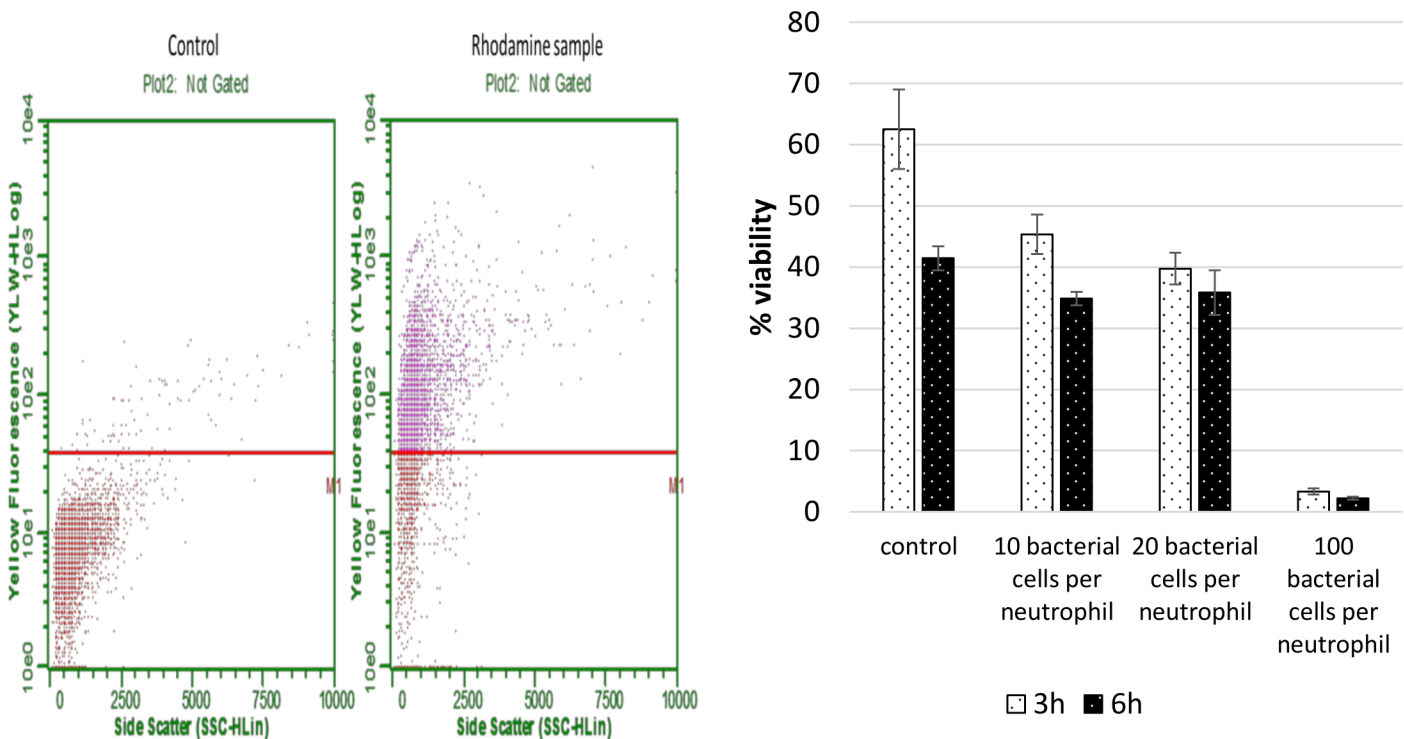 Control
Plot2: Not Gated
Yellow Fluorescence (YLW-HLog)
10e4
10e3
10e2
10e1
10e0
M1
0 2500 5000 7500 10000
Side Scatter (SSC-HLin)
Rhodamine sample
Plot2: Not Gated
Yellow Fluorescence (YLW-HLog)
10e4
10e3
10e2
10e1
10e0
M1
0 2500 5000 7500 10000
Side Scatter (SSC-HLin)
% viability
80
70
60
50
40
30
20
10
0
control
10 bacterial
cells per
neutrophil
20 bacterial
cells per
neutrophil
100
bacterial
cells per
neutrophil
3h 6h